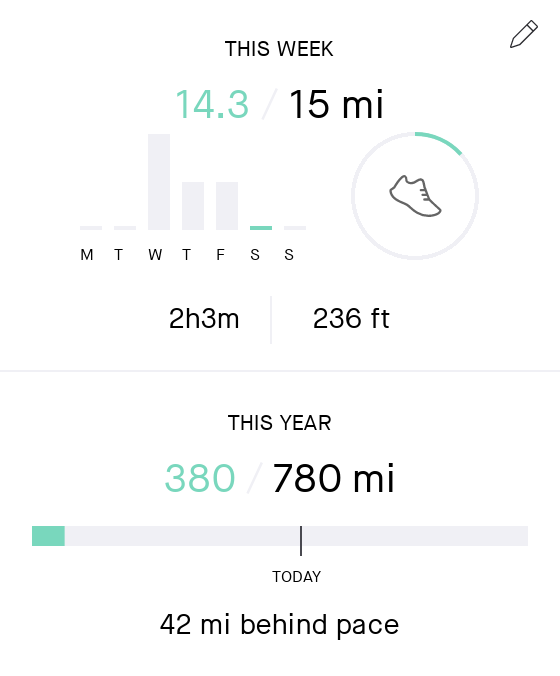 THIS WEEK
14.3 / 15 mi
M T W T F S S
2h3m 236 ft
THIS YEAR
380 / 780 mi
TODAY
42 mi behind pace